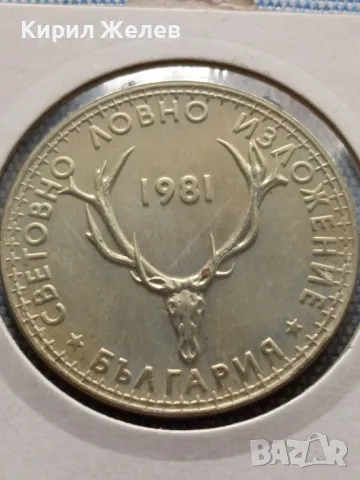 Кирил Желев
СВЕТОВНО ЛОВНО ИЗЛОЖЕНИЕ
1981
★ БЪЛГАРИЯ ★
BAZAR
bg